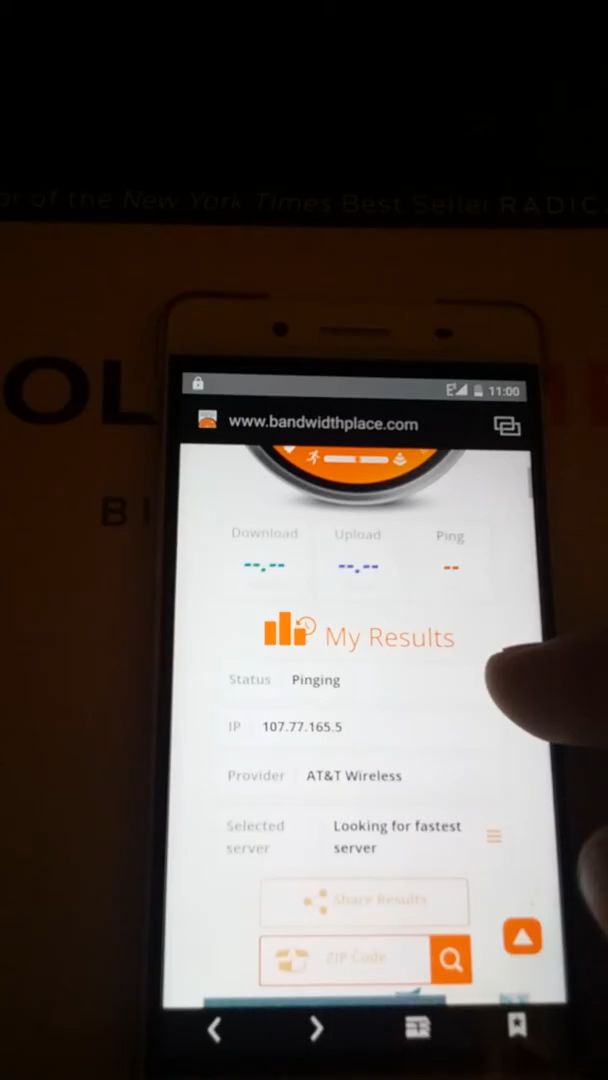 or of the New York Times Best Seller RADIC
OL
BI
11:00
www.bandwidthplace.com
Download Upload Ping
--.-- --.-- --
My Results
Status Pinging
IP 107.77.165.5
Provider AT&T Wireless
Selected server Looking for fastest server
Share Results
ZIP Code